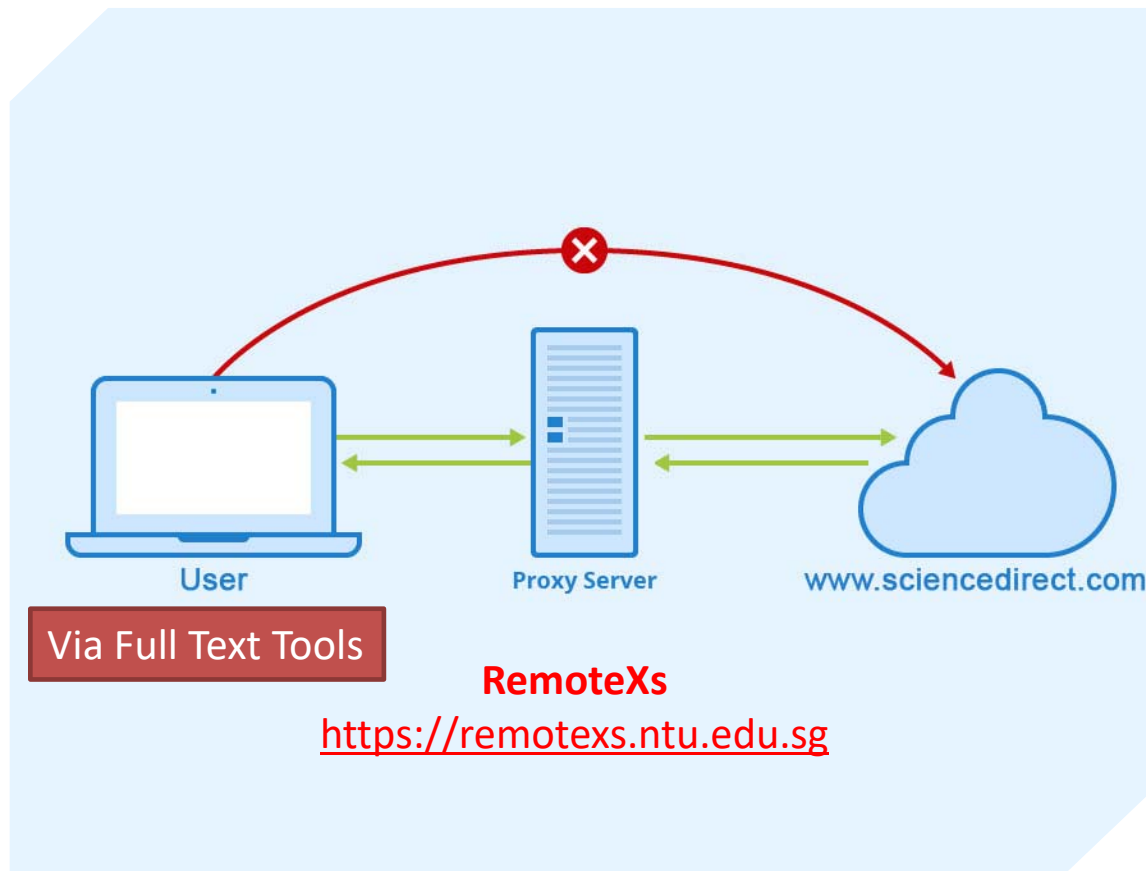 User
Proxy Server
www.sciencedirect.com
Via Full Text Tools
RemoteXs
https://remotexs.ntu.edu.sg